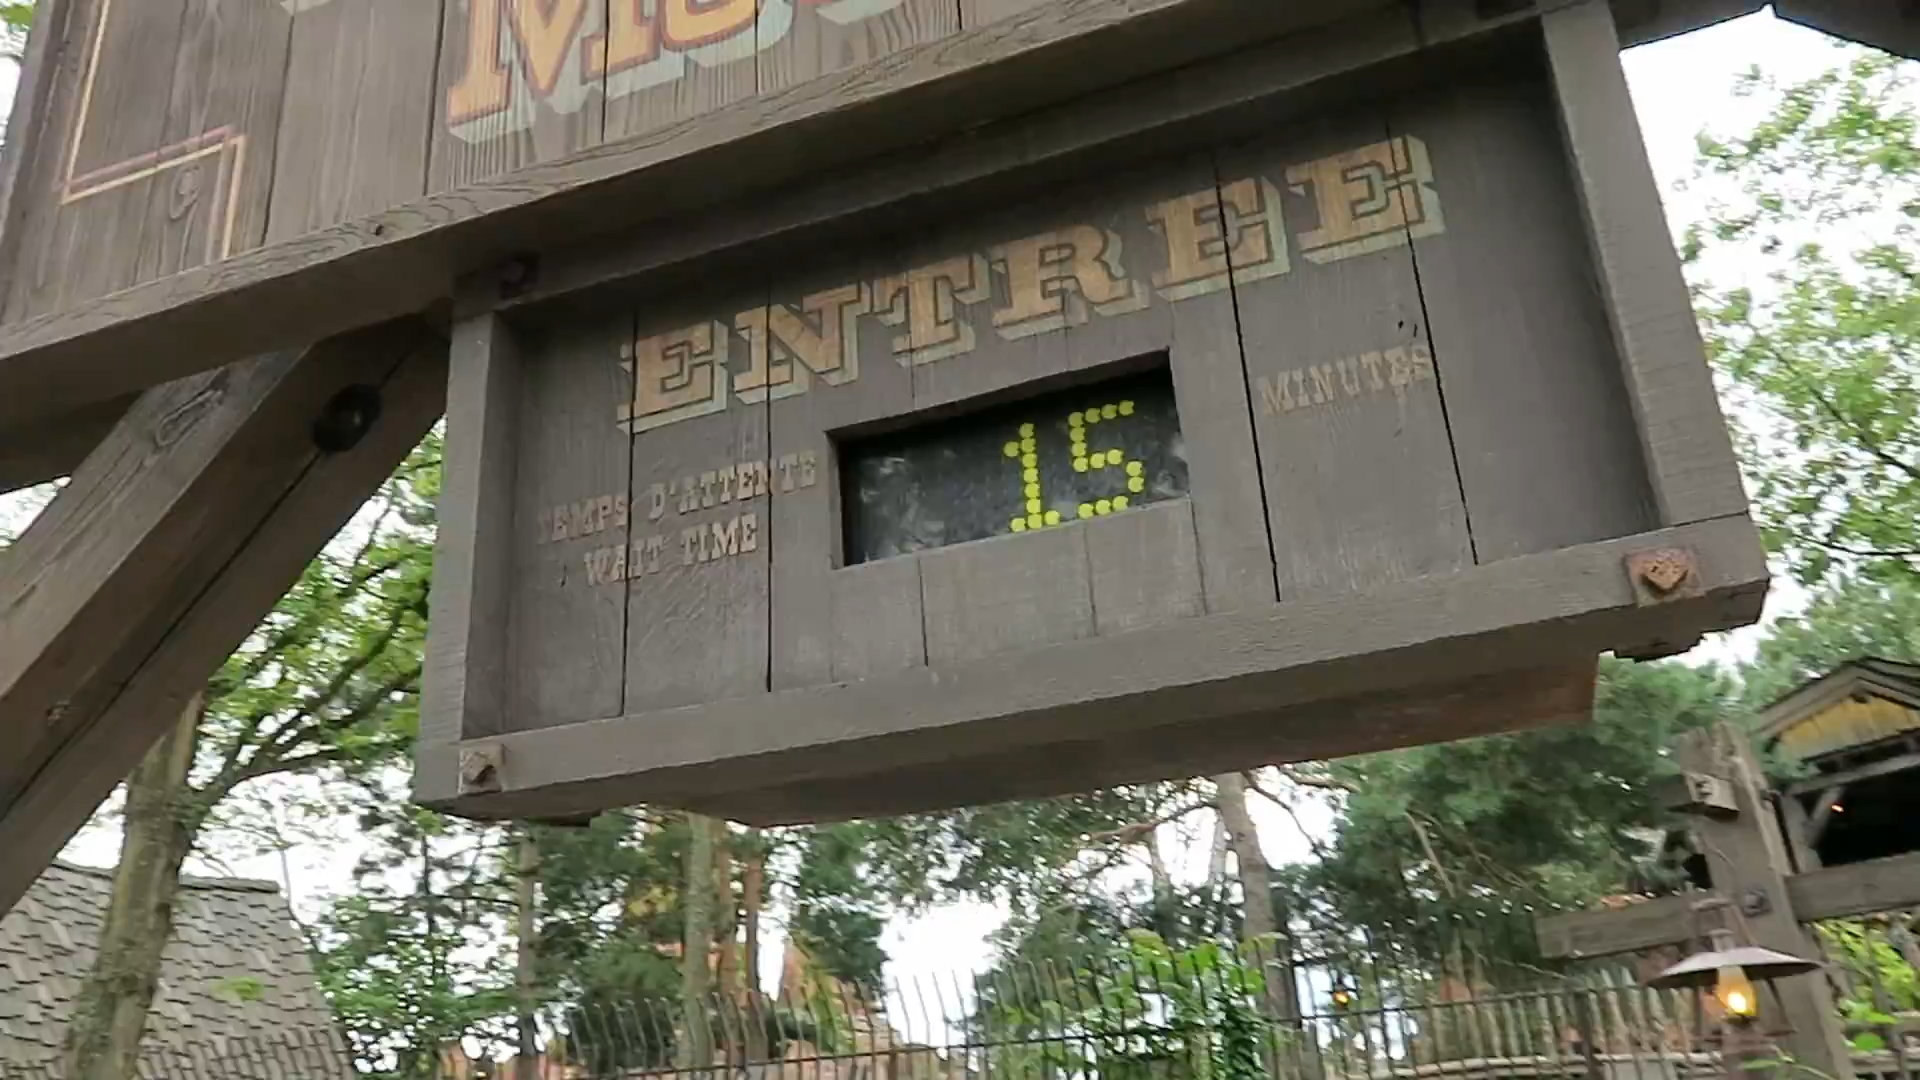 ENTREE
TEMPS D'ATTENTE
WAIT TIME
15
MINUTES